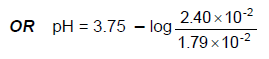 OR pH = 3.75 – log 2.40×10⁻² / 1.79×10⁻²